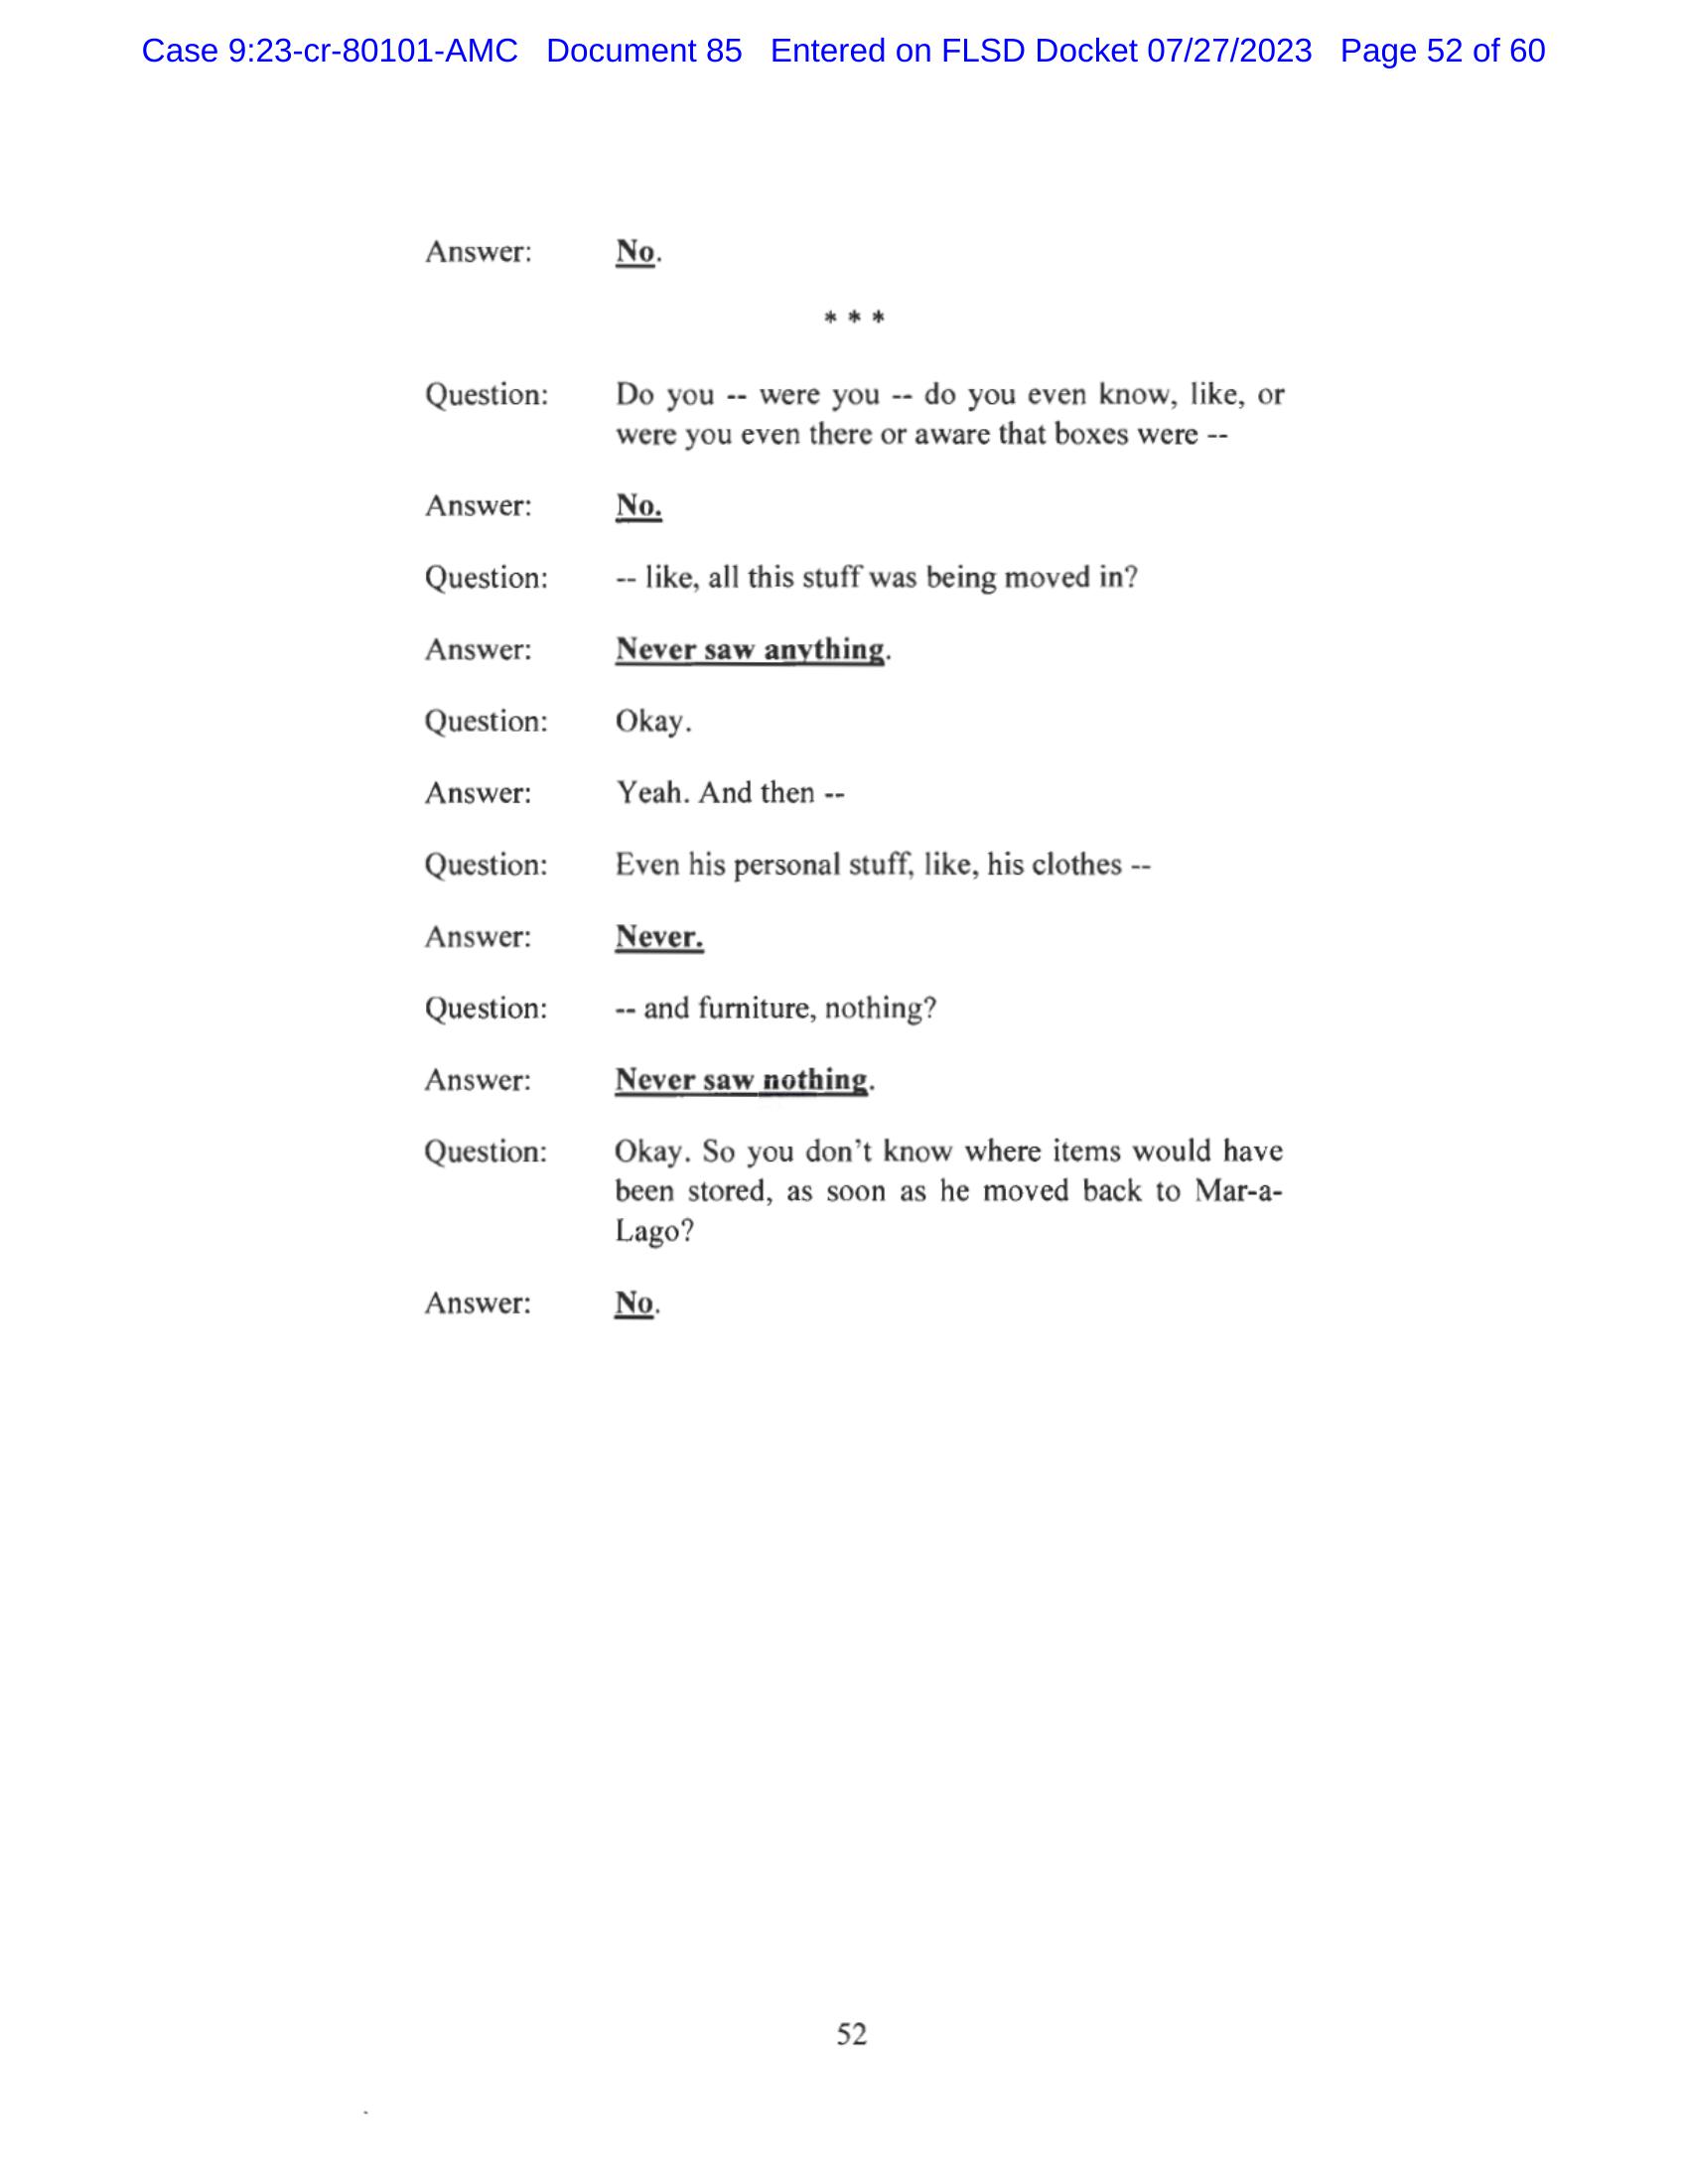 Case 9:23-cr-80101-AMC Document 85 Entered on FLSD Docket 07/27/2023 Page 52 of 60
Answer: No.
* * *
Question: Do you -- were you -- do you even know, like, or
were you even there or aware that boxes were --
Answer: No.
Question: -- like, all this stuff was being moved in?
Answer: Never saw anything.
Question: Okay.
Answer: Yeah. And then --
Question: Even his personal stuff, like, his clothes --
Answer: Never.
Question: -- and furniture, nothing?
Answer: Never saw nothing.
Question: Okay. So you don't know where items would have
been stored, as soon as he moved back to Mar-a-
Lago?
Answer: No.
52